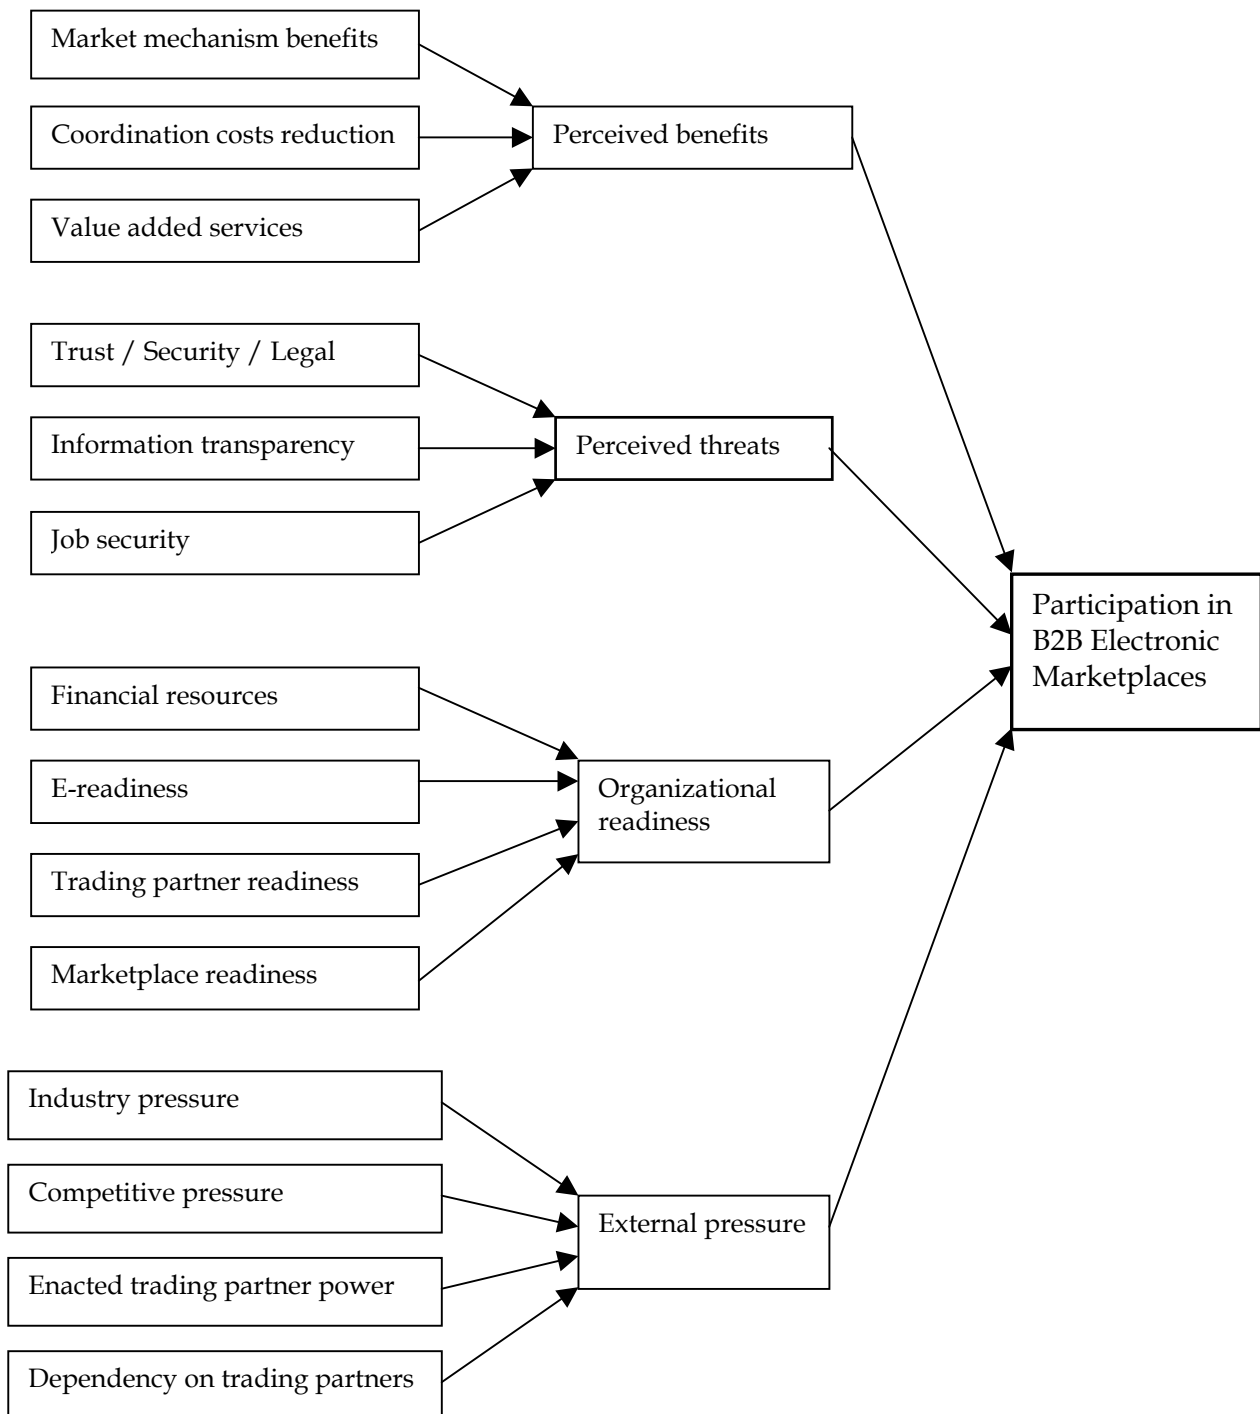 Market mechanism benefits
Coordination costs reduction
Perceived benefits
Value added services
Trust / Security / Legal
Information transparency
Perceived threats
Job security
Participation in
B2B Electronic
Marketplaces
Financial resources
E-readiness
Organizational
readiness
Trading partner readiness
Marketplace readiness
Industry pressure
Competitive pressure
External pressure
Enacted trading partner power
Dependency on trading partners